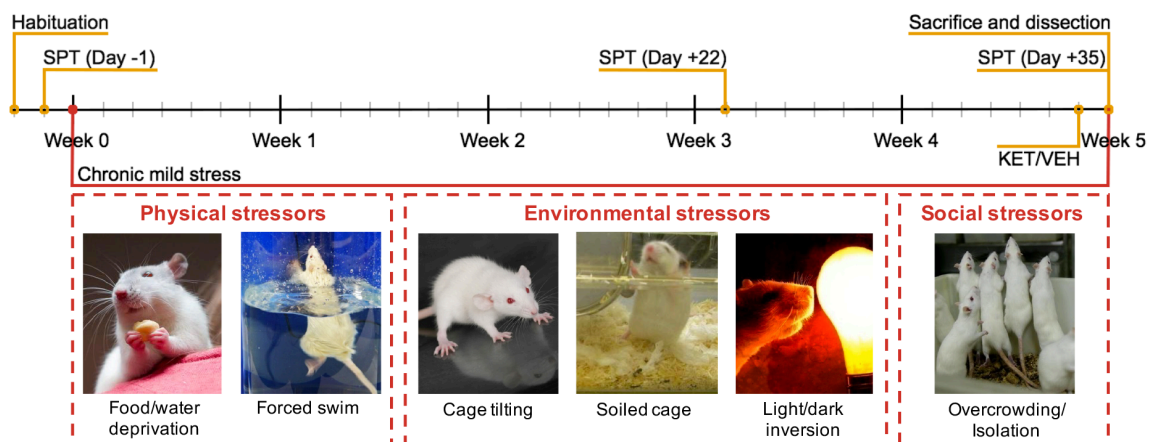 Habituation
Sacrifice and dissection
SPT (Day -1)
SPT (Day +22)
SPT (Day +35)
Week 0
Week 1
Week 2
Week 3
Week 4
Week 5
KET/VEH
Chronic mild stress
Physical stressors
Environmental stressors
Social stressors
Food/water
deprivation
Forced swim
Cage tilting
Soiled cage
Light/dark
inversion
Overcrowding/
Isolation